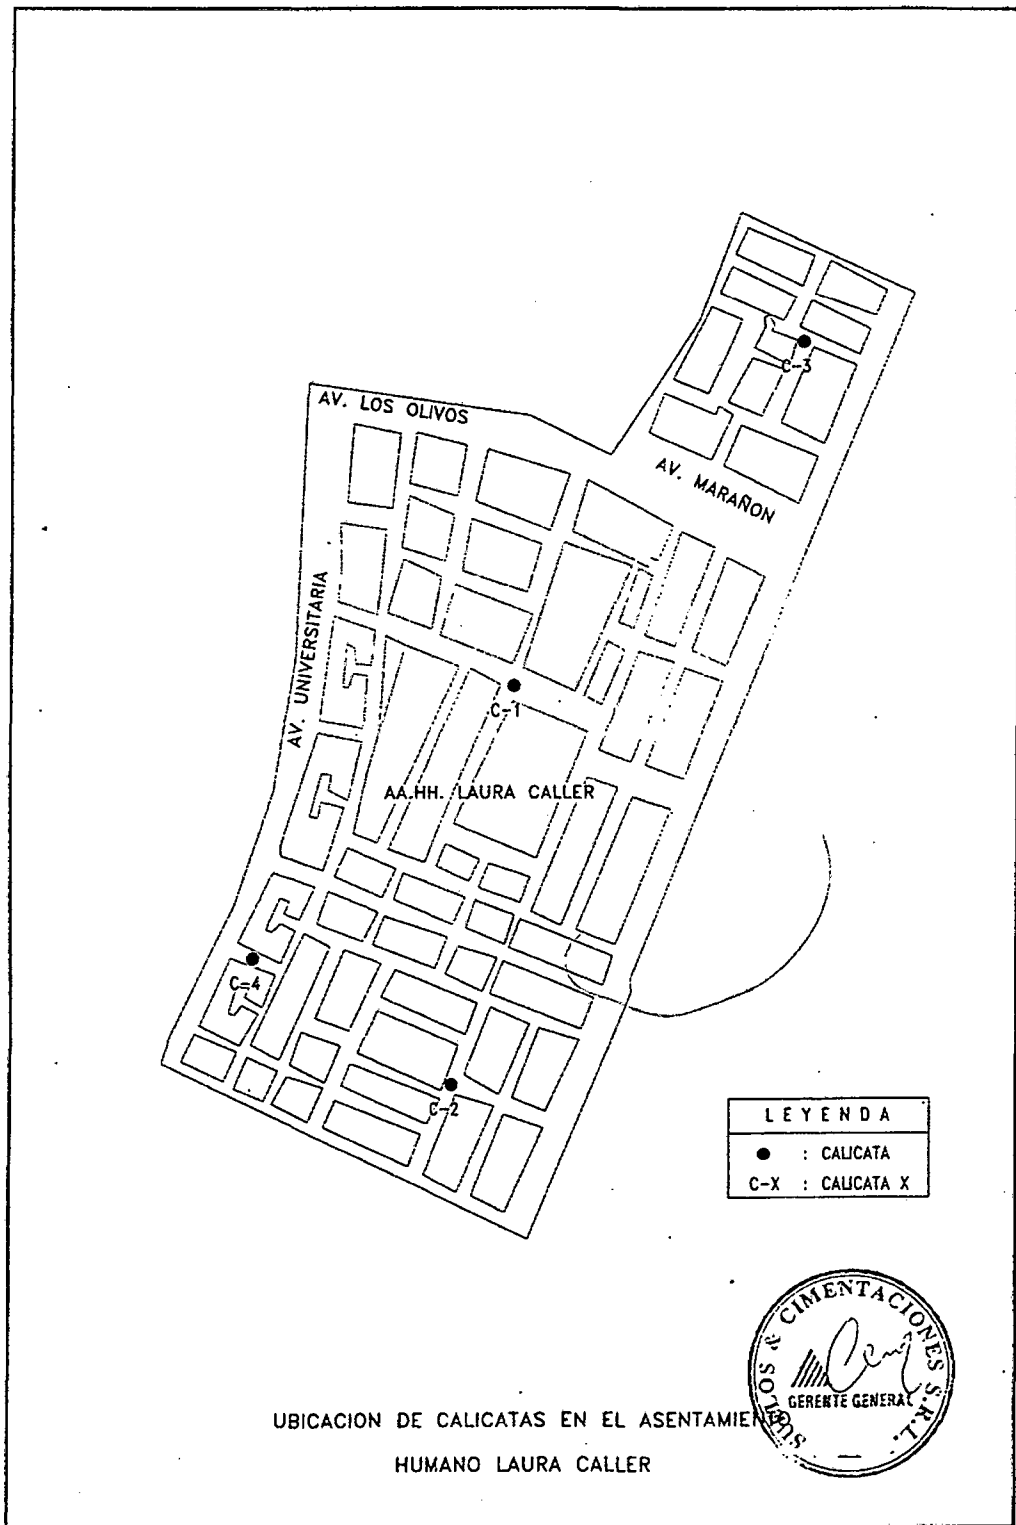 AV. LOS OLIVOS
AV. MARAÑON
AV. UNIVERSITARIA
C-3
C-1
AA.HH. LAURA CALLER
C=4
C-2
LEYENDA
● : CALICATA
C-X : CALICATA X
SUELOS & CIMENTACIONES S.R.L.
GERENTE GENERAL
UBICACION DE CALICATAS EN EL ASENTAMIENTO
HUMANO LAURA CALLER